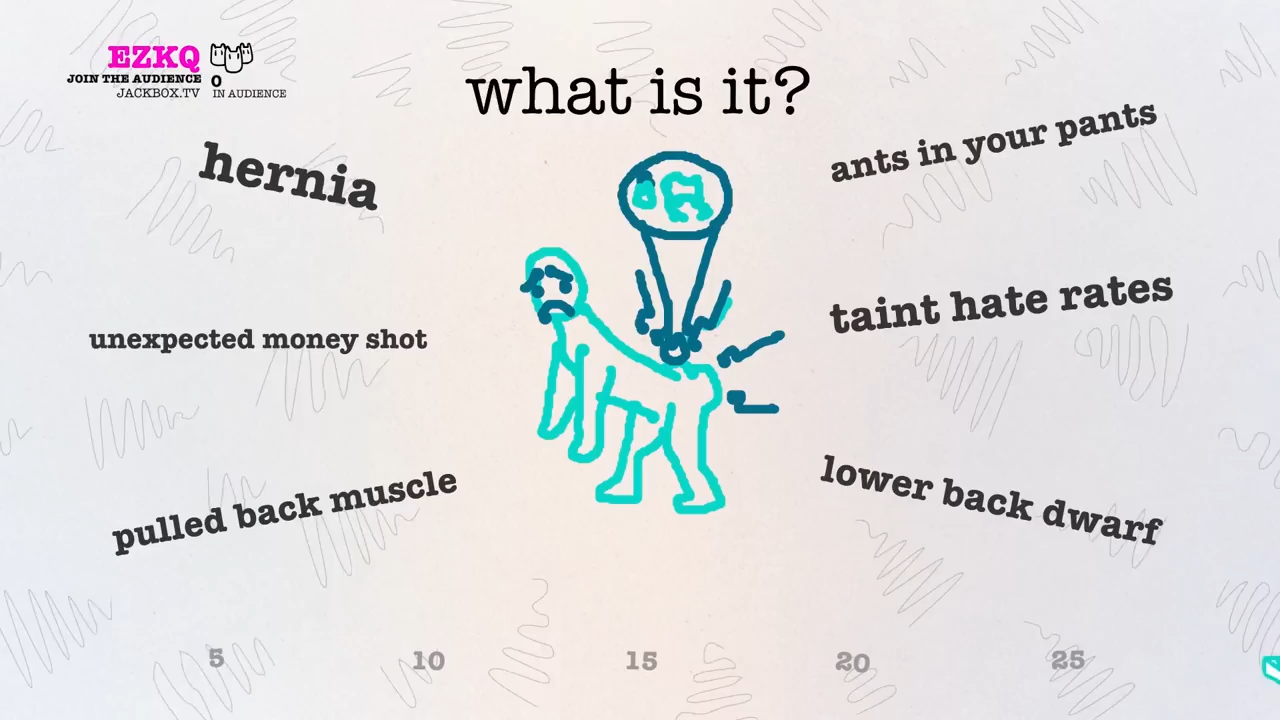 EZKQ
JOIN THE AUDIENCE
JACKBOX.TV
0
IN AUDIENCE
what is it?
hernia
ants in your pants
unexpected money shot
taint hate rates
pulled back muscle
lower back dwarf
5 10 15 20 25